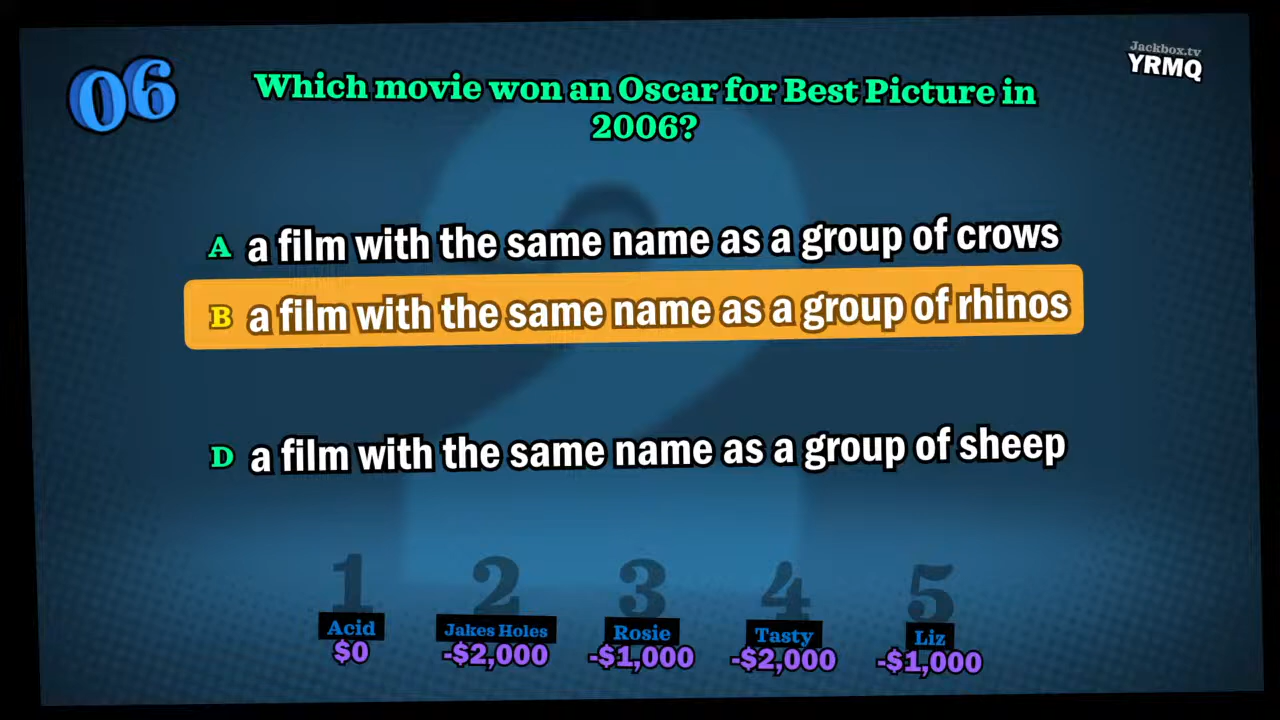 06
Which movie won an Oscar for Best Picture in
2006?
Jackbox.tv
YRMQ
A a film with the same name as a group of crows
B a film with the same name as a group of rhinos
D a film with the same name as a group of sheep
2
1 2 3 4 5
Acid Jakes Holes Rosie Tasty Liz
$0 -$2,000 -$1,000 -$2,000 -$1,000